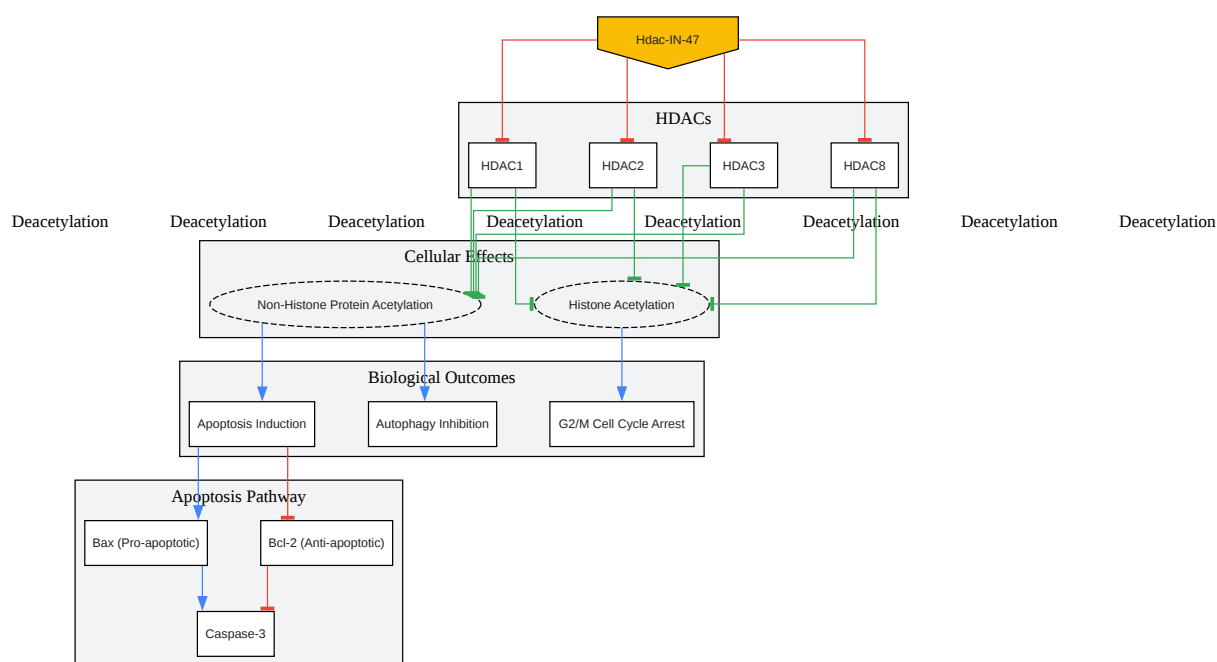 Hdac-IN-47
HDACs
HDAC1
HDAC2
HDAC3
HDAC8
Deacetylation
Deacetylation
Deacetylation
Deacetylation
Deacetylation
Deacetylation
Deacetylation
Deacetylation
Cellular Effects
Non-Histone Protein Acetylation
Histone Acetylation
Biological Outcomes
Apoptosis Induction
Autophagy Inhibition
G2/M Cell Cycle Arrest
Apoptosis Pathway
Bax (Pro-apoptotic)
Bcl-2 (Anti-apoptotic)
Caspase-3